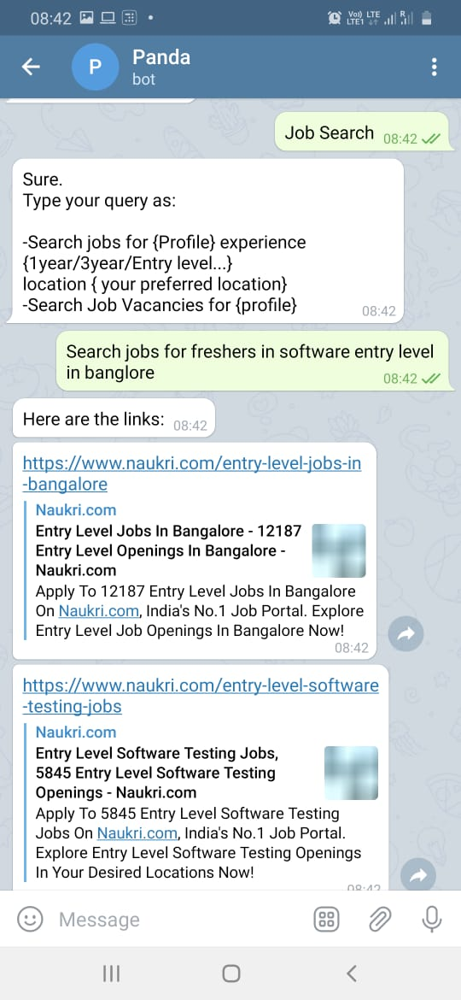 08:42
Vo)) LTE R
LTE1
P
Panda
bot
Job Search 08:42
Sure.
Type your query as:
-Search jobs for {Profile} experience
{1year/3year/Entry level...}
location { your preferred location}
-Search Job Vacancies for {profile}
08:42
Search jobs for freshers in software entry level
in banglore
08:42
Here are the links: 08:42
https://www.naukri.com/entry-level-jobs-in
-bangalore
Naukri.com
Entry Level Jobs In Bangalore - 12187
Entry Level Openings In Bangalore -
Naukri.com
Apply To 12187 Entry Level Jobs In Bangalore
On Naukri.com, India's No.1 Job Portal. Explore
Entry Level Job Openings In Bangalore Now!
08:42
https://www.naukri.com/entry-level-software
-testing-jobs
Naukri.com
Entry Level Software Testing Jobs,
5845 Entry Level Software Testing
Openings - Naukri.com
Apply To 5845 Entry Level Software Testing
Jobs On Naukri.com, India's No.1 Job Portal.
Explore Entry Level Software Testing Openings
In Your Desired Locations Now!
08:42
Message